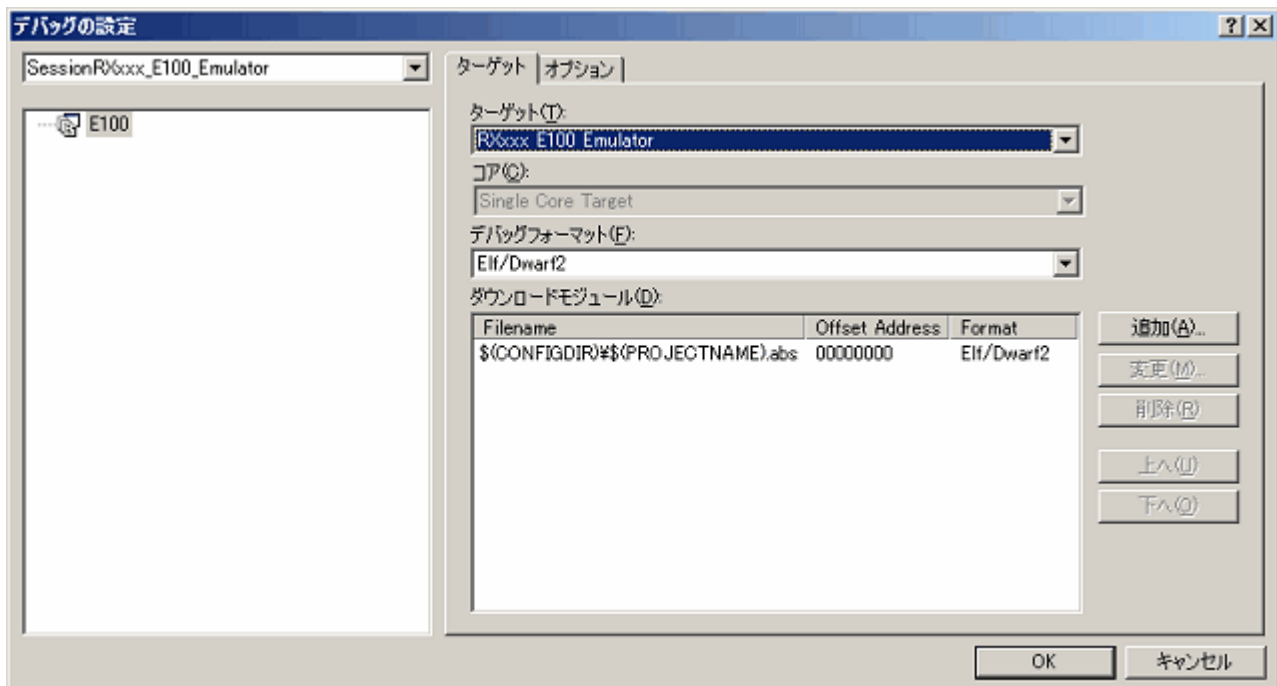 デバッグの設定
SessionRXxxx_E100_Emulator
E100
ターゲット オプション
ターゲット(T):
RXxxx E100 Emulator
コア(C):
Single Core Target
デバッグフォーマット(F):
Elf/Dwarf2
ダウンロードモジュール(D):
Filename Offset Address Format
$(CONFIGDIR)¥$(PROJECTNAME).abs 00000000 Elf/Dwarf2
追加(A)...
変更(M)...
削除(R)
上へ(U)
下へ(O)
OK キャンセル